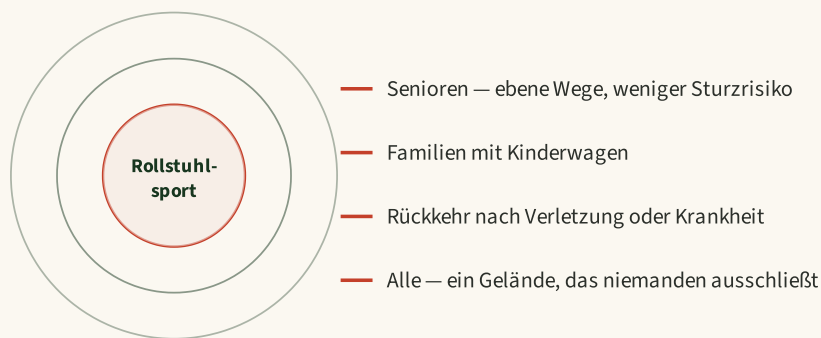 Rollstuhl-
sport
Senioren — ebene Wege, weniger Sturzrisiko
Familien mit Kinderwagen
Rückkehr nach Verletzung oder Krankheit
Alle — ein Gelände, das niemanden ausschließt